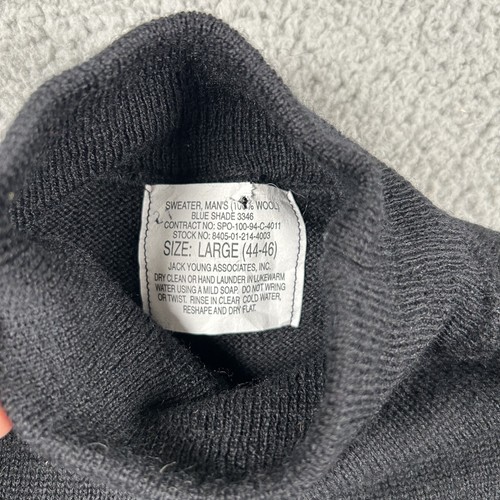 SWEATER, MAN'S (100% WOOL)
BLUE SHADE 3346
CONTRACT NO: SPO-100-94-C-4011
STOCK NO: 8405-01-214-4003
SIZE: LARGE (44-46)
JACK YOUNG ASSOCIATES, INC.
DRY CLEAN OR HAND LAUNDER IN LUKEWARM
WATER USING A MILD SOAP. DO NOT WRING
OR TWIST. RINSE IN CLEAR COLD WATER,
RESHAPE AND DRY FLAT.